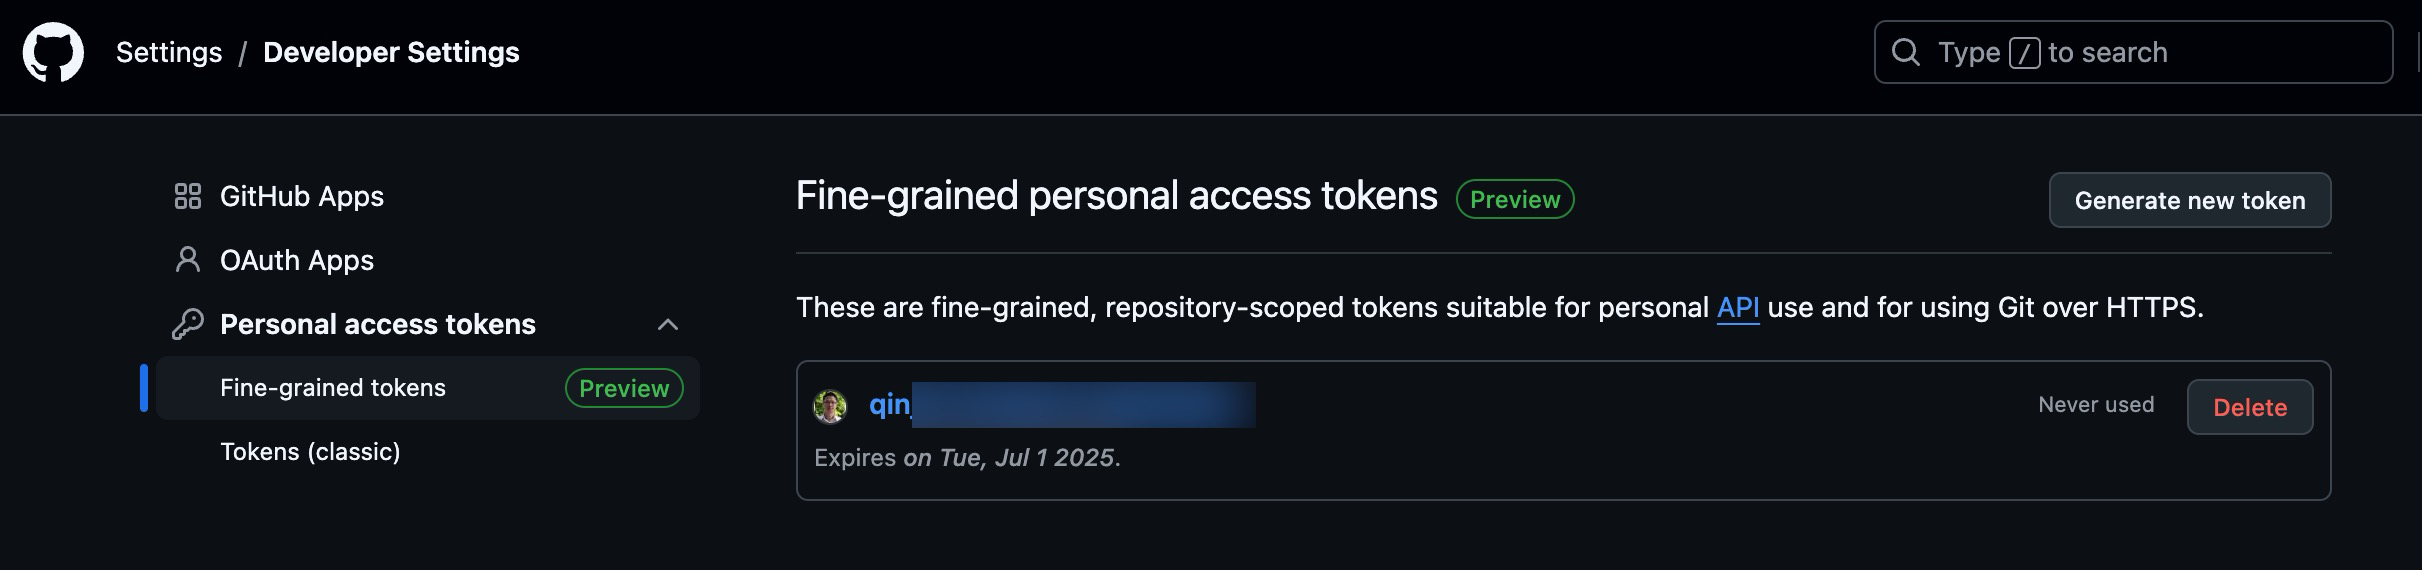 Settings / Developer Settings
Type / to search
GitHub Apps
OAuth Apps
Personal access tokens
Fine-grained tokens Preview
Tokens (classic)
Fine-grained personal access tokens Preview
Generate new token
These are fine-grained, repository-scoped tokens suitable for personal API use and for using Git over HTTPS.
Never used
Delete
Expires on Tue, Jul 1 2025.